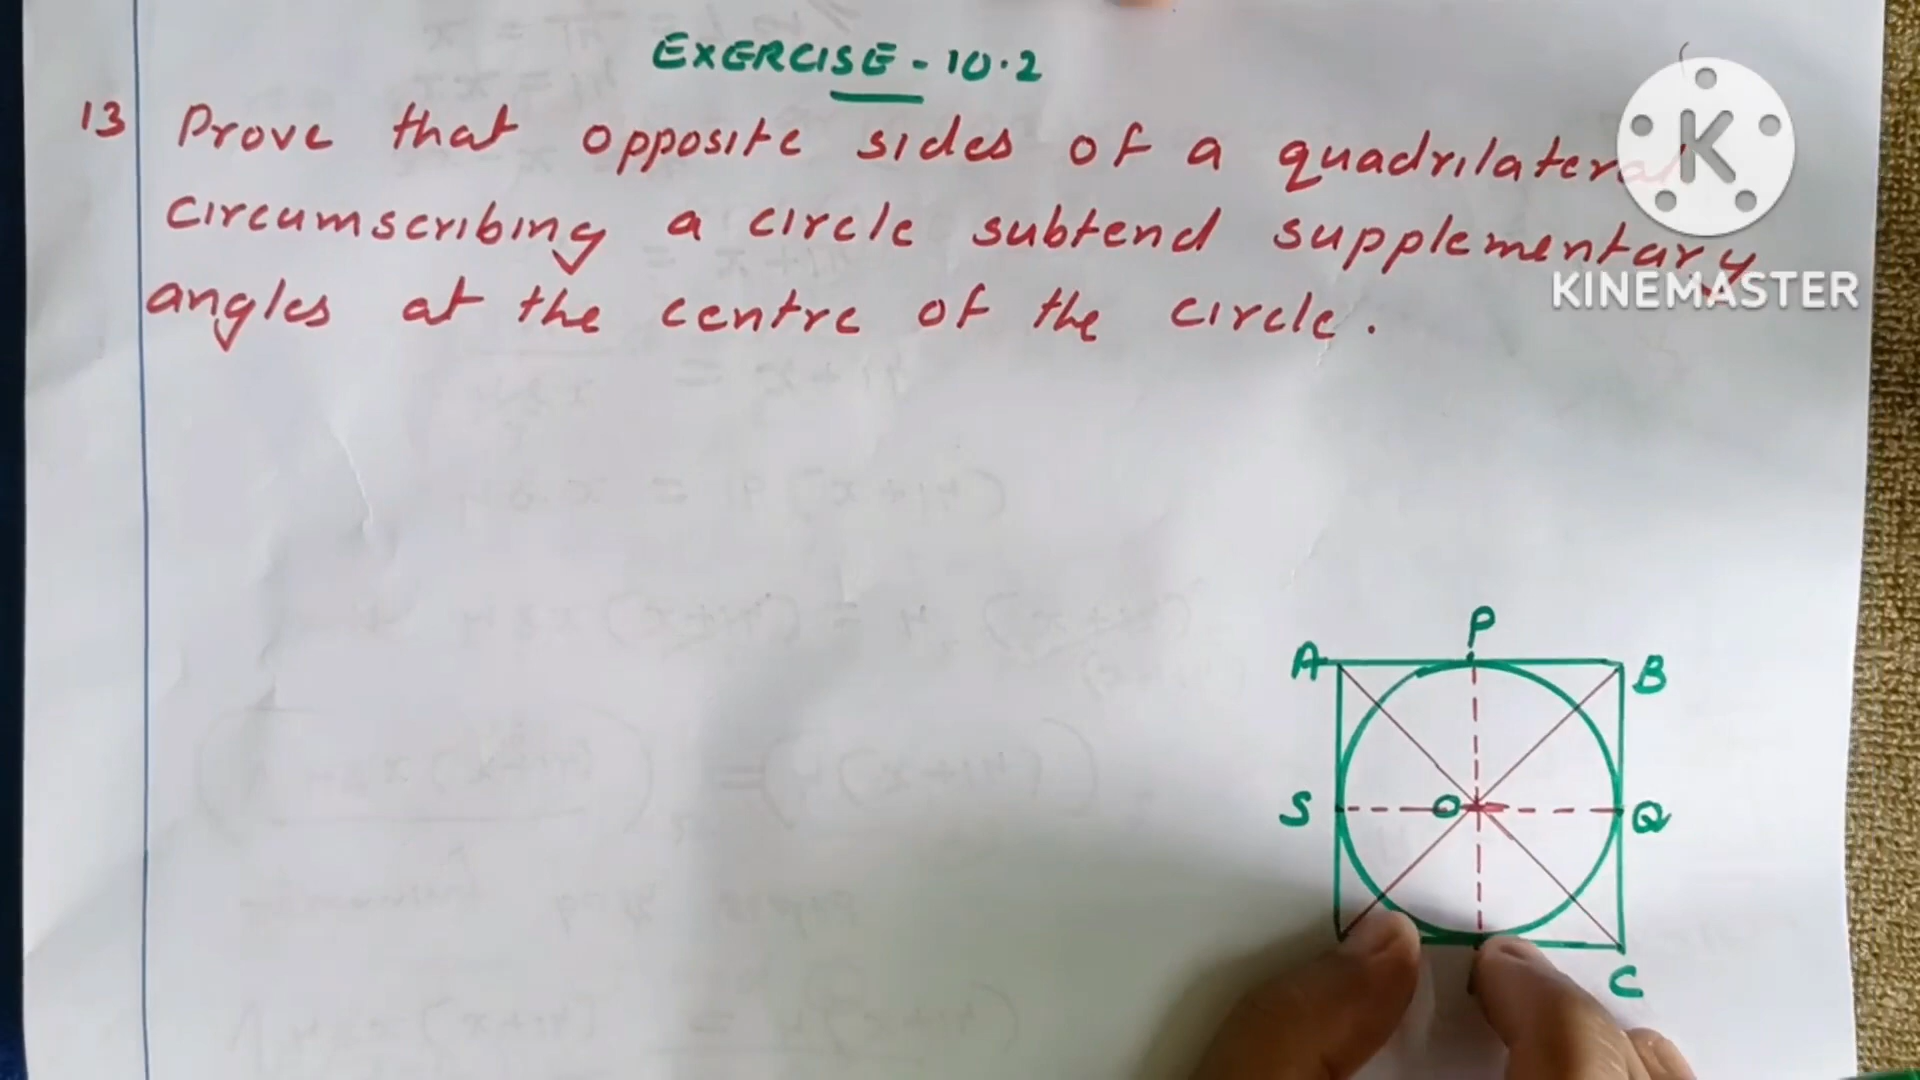 EXERCISE - 10.2
13 Prove that opposite sides of a quadrilateral
circumscribing a circle subtend supplementary
angles at the centre of the circle.
K
KINEMASTER
P
A B
S O Q
C